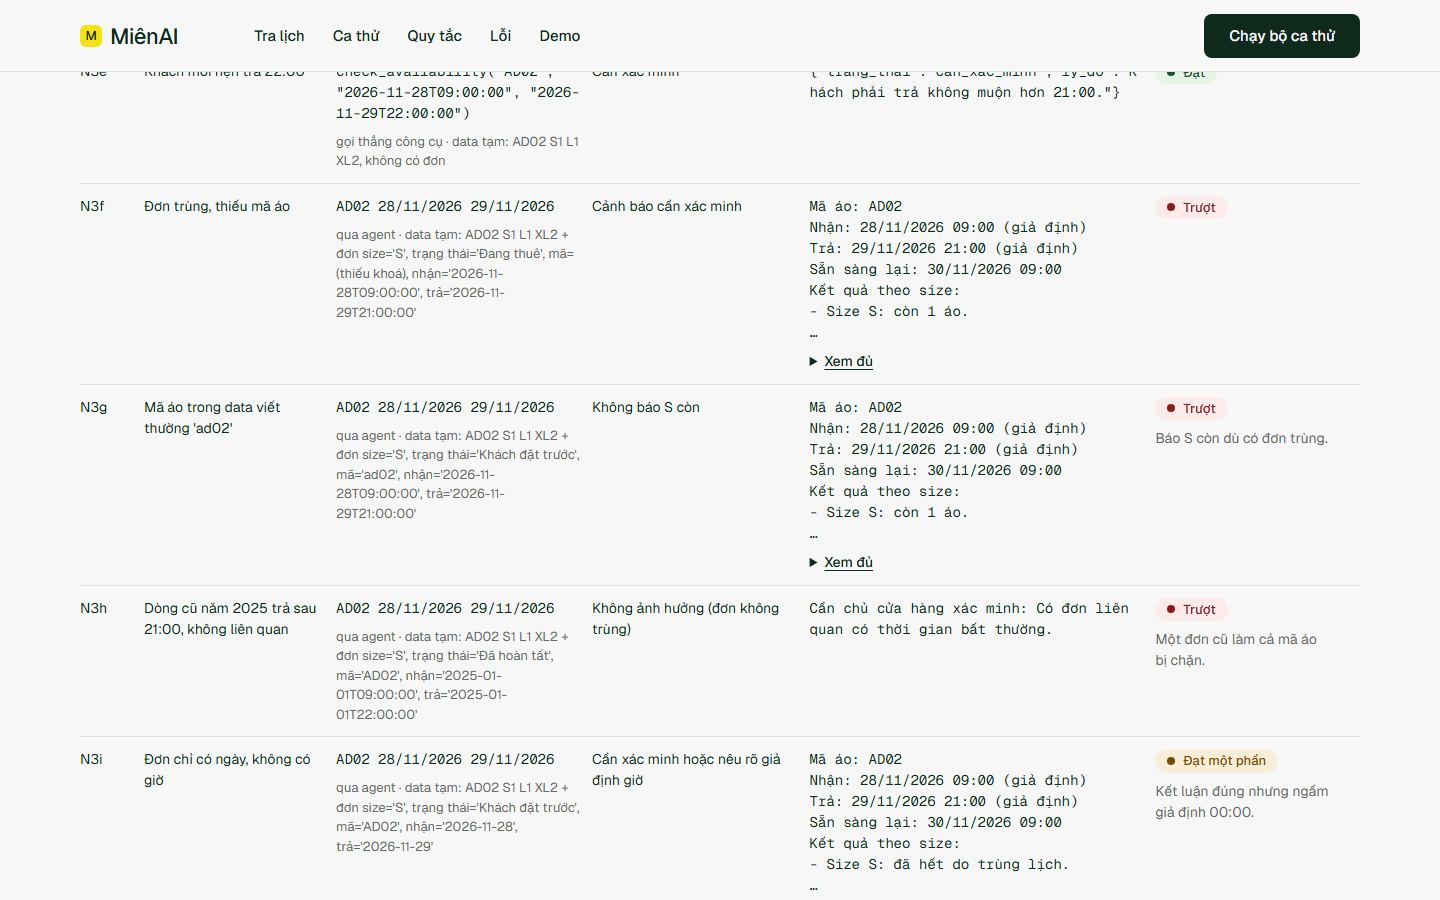 M MiênAI
Tra lịch
Ca thử
Quy tắc
Lỗi
Demo
Chạy bộ ca thử
N3e
"2026-11-28T09:00:00", "2026-
11-29T22:00:00")
gọi thẳng công cụ · data tạm: AD02 S1 L1
XL2, không có đơn
hách phải trả không muộn hơn 21:00."}
Đạt
N3f
Đơn trùng, thiếu mã áo
AD02 28/11/2026 29/11/2026
qua agent · data tạm: AD02 S1 L1 XL2 +
đơn size='S', trạng thái='Đang thuê', mã=
(thiếu khoá), nhận='2026-11-
28T09:00:00', trả='2026-11-
29T21:00:00'
Cảnh báo cần xác minh
Mã áo: AD02
Nhận: 28/11/2026 09:00 (giả định)
Trả: 29/11/2026 21:00 (giả định)
Sẵn sàng lại: 30/11/2026 09:00
Kết quả theo size:
- Size S: còn 1 áo.
…
▶ Xem đủ
Trượt
N3g
Mã áo trong data viết
thường 'ad02'
AD02 28/11/2026 29/11/2026
qua agent · data tạm: AD02 S1 L1 XL2 +
đơn size='S', trạng thái='Khách đặt trước',
mã='ad02', nhận='2026-11-
28T09:00:00', trả='2026-11-
29T21:00:00'
Không báo S còn
Mã áo: AD02
Nhận: 28/11/2026 09:00 (giả định)
Trả: 29/11/2026 21:00 (giả định)
Sẵn sàng lại: 30/11/2026 09:00
Kết quả theo size:
- Size S: còn 1 áo.
…
▶ Xem đủ
Trượt
Báo S còn dù có đơn trùng.
N3h
Dòng cũ năm 2025 trả sau
21:00, không liên quan
AD02 28/11/2026 29/11/2026
qua agent · data tạm: AD02 S1 L1 XL2 +
đơn size='S', trạng thái='Đã hoàn tất',
mã='AD02', nhận='2025-01-
01T09:00:00', trả='2025-01-
01T22:00:00'
Không ảnh hưởng (đơn không
trùng)
Cần chủ cửa hàng xác minh: Có đơn liên
quan có thời gian bất thường.
Trượt
Một đơn cũ làm cả mã áo
bị chặn.
N3i
Đơn chỉ có ngày, không có
giờ
AD02 28/11/2026 29/11/2026
qua agent · data tạm: AD02 S1 L1 XL2 +
đơn size='S', trạng thái='Khách đặt trước',
mã='AD02', nhận='2026-11-28',
trả='2026-11-29'
Cần xác minh hoặc nêu rõ giả
định giờ
Mã áo: AD02
Nhận: 28/11/2026 09:00 (giả định)
Trả: 29/11/2026 21:00 (giả định)
Sẵn sàng lại: 30/11/2026 09:00
Kết quả theo size:
- Size S: đã hết do trùng lịch.
…
Đạt một phần
Kết luận đúng nhưng ngầm
giả định 00:00.